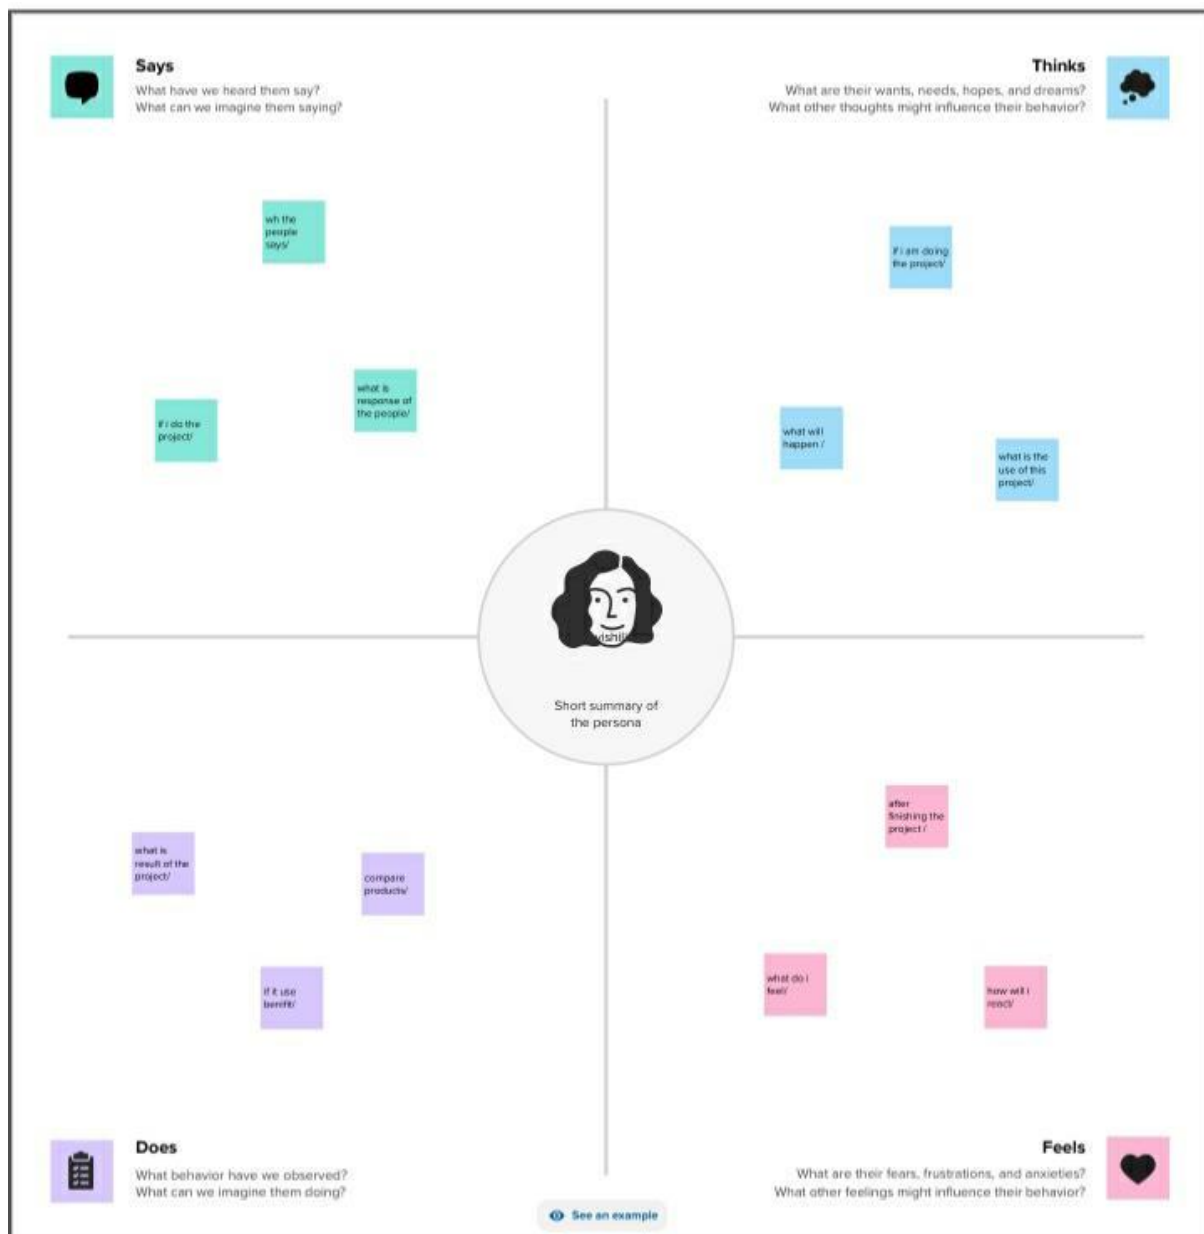 Says
What have we heard them say?
What can we imagine them saying?
Thinks
What are their wants, needs, hopes, and dreams?
What other thoughts might influence their behavior?
wh the
people
says/
if i do the
project/
what is
response of
the people/
if i am doing
the project/
what will
happen /
what is the
use of this
project/
Short summary of
the persona
what is
result of the
project/
compare
products/
if it use
benifit/
after
finishing the
project /
what do i
feel/
how will i
react/
Does
What behavior have we observed?
What can we imagine them doing?
Feels
What are their fears, frustrations, and anxieties?
What other feelings might influence their behavior?
See an example